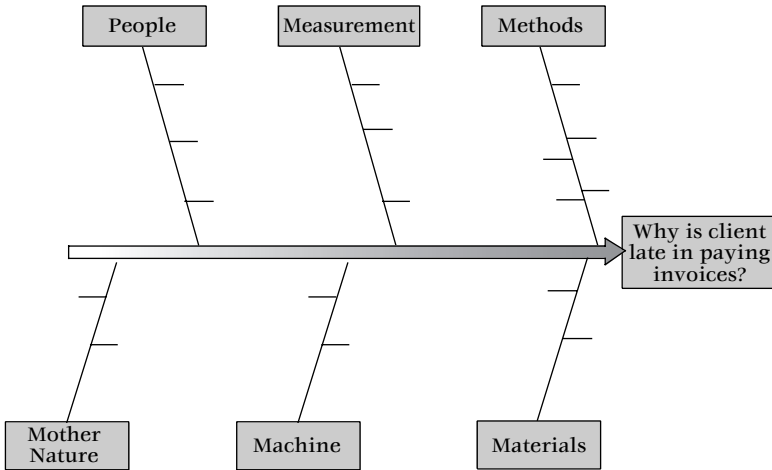 People
Measurement
Methods
Why is client
late in paying
invoices?
Mother
Nature
Machine
Materials